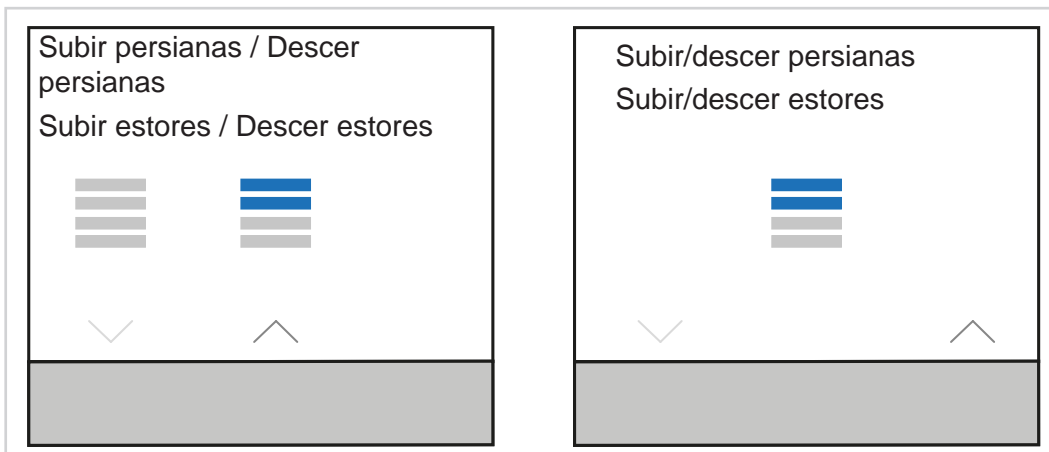 Subir persianas / Descer
persianas
Subir estores / Descer estores
Subir/descer persianas
Subir/descer estores